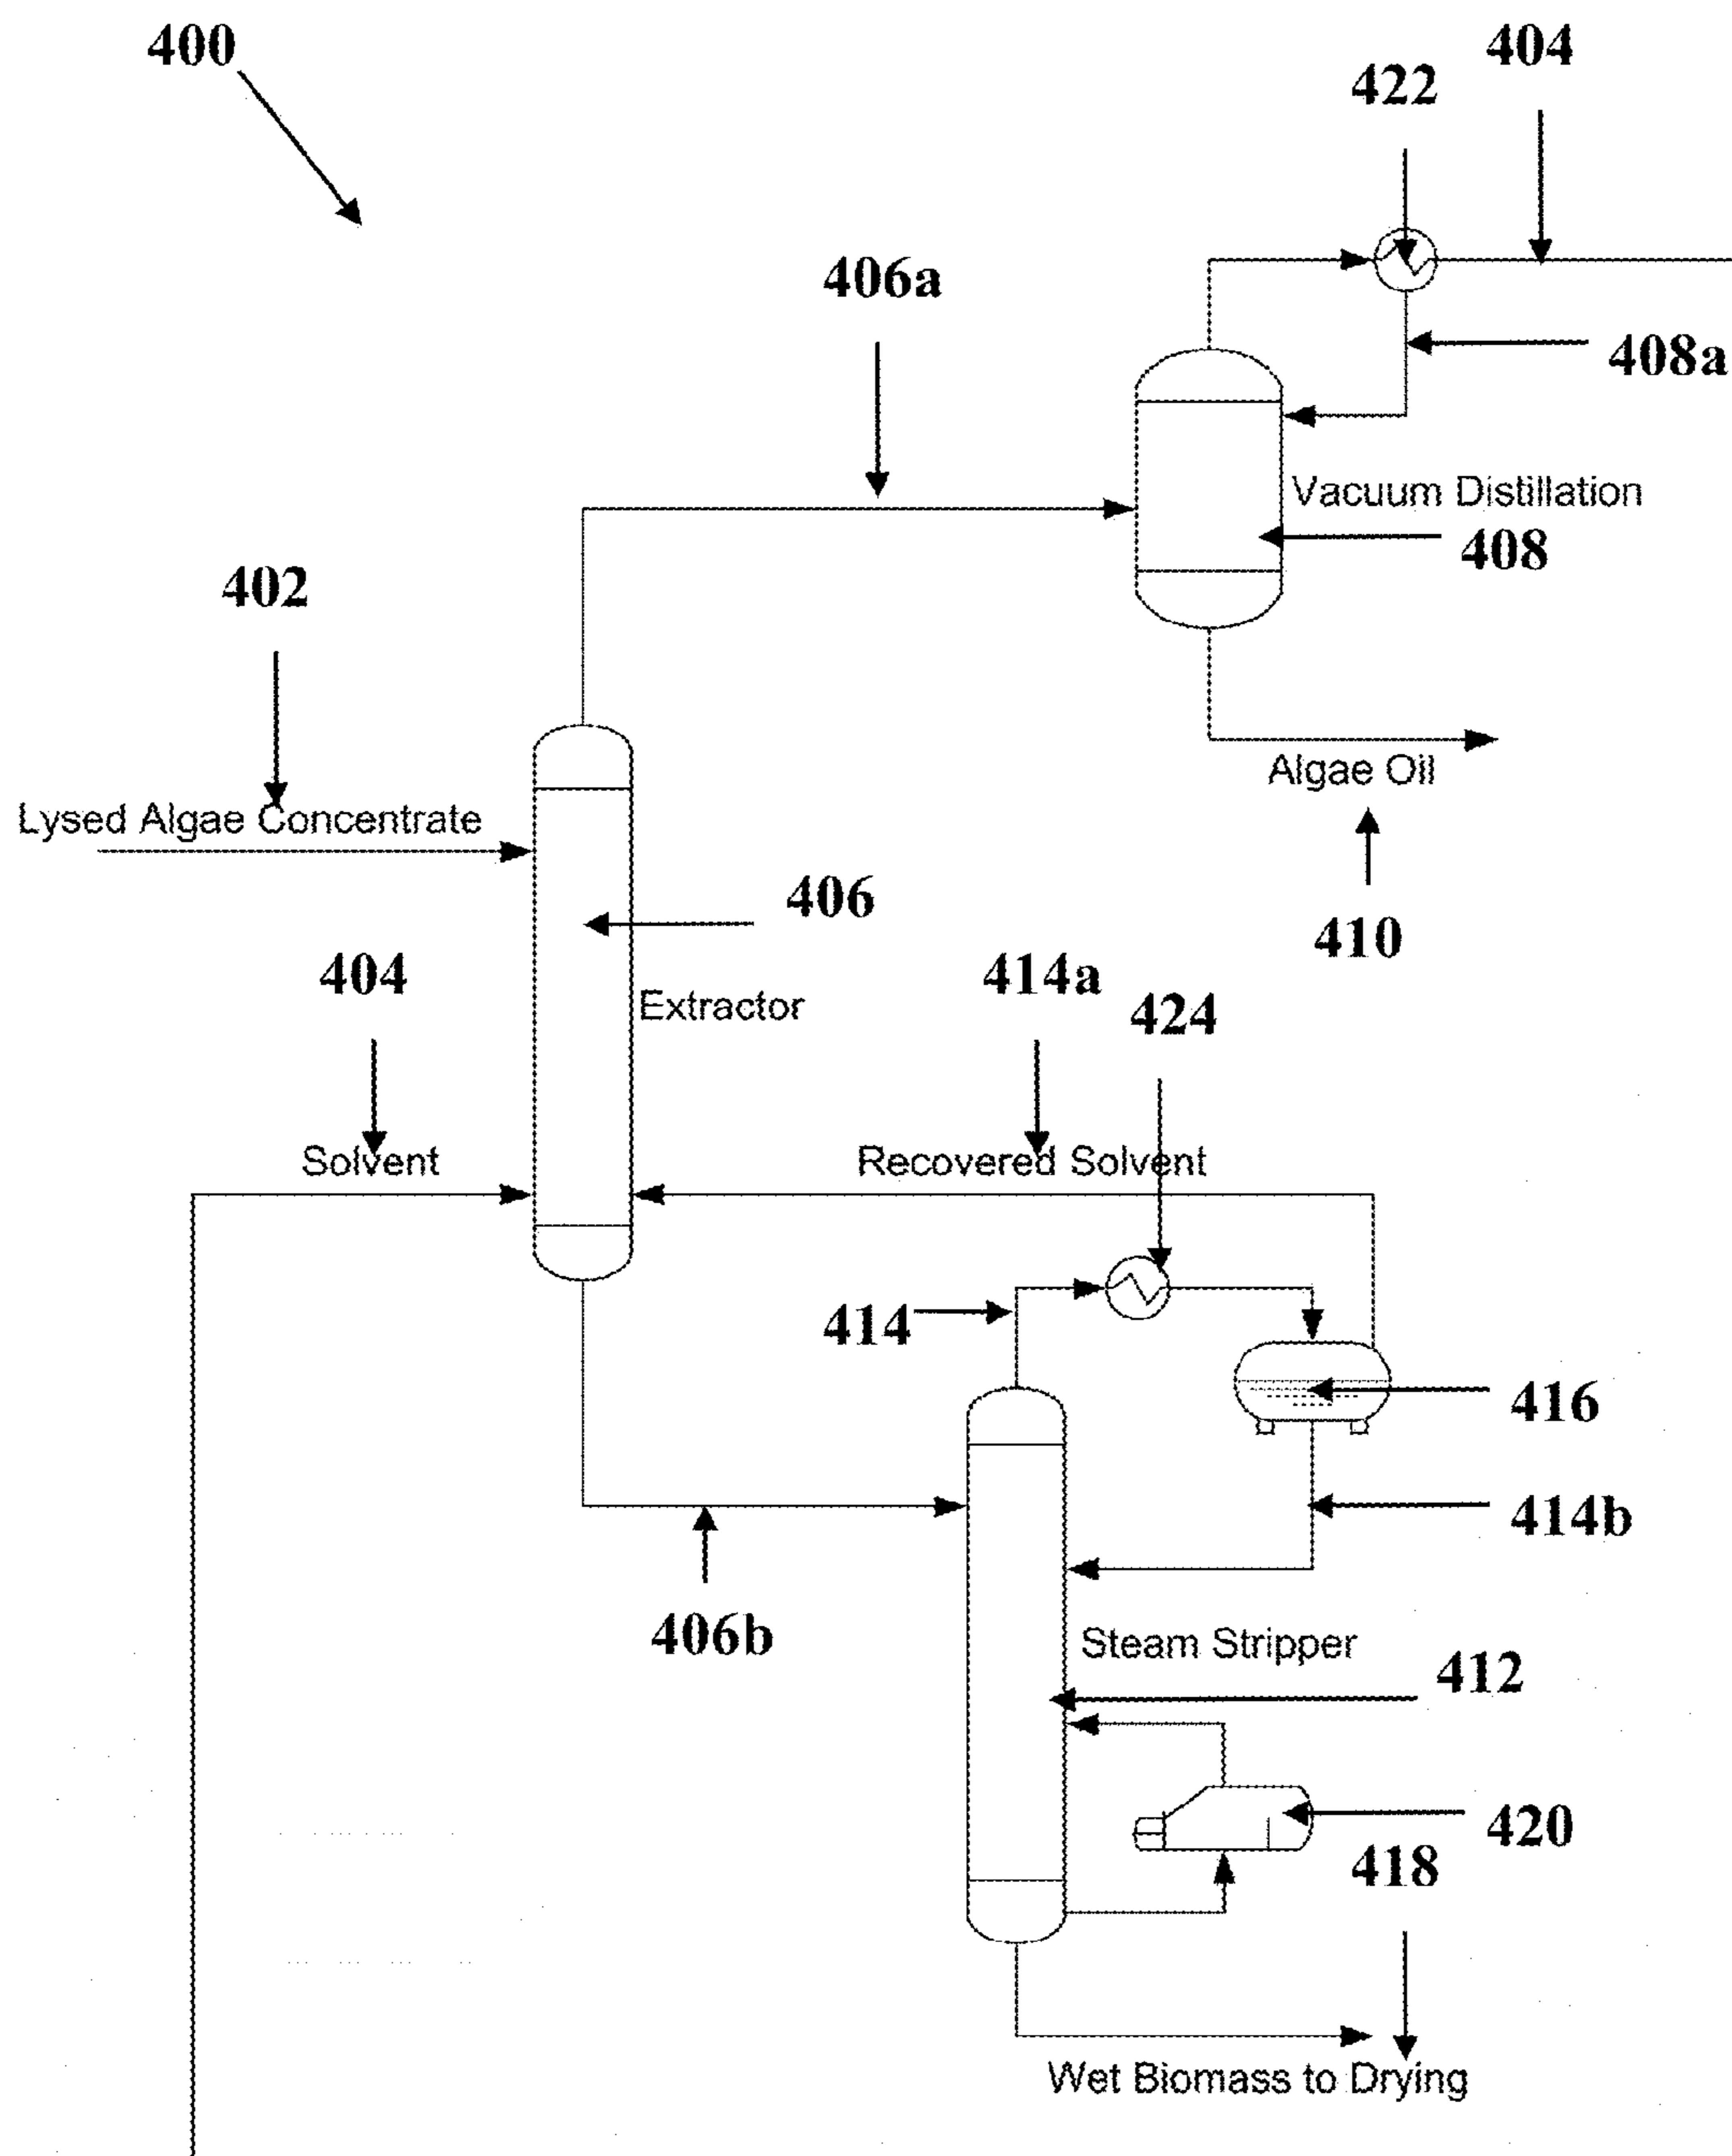 400
404
422
406a
408a
Vacuum Distillation
408
402
Algae Oil
Lysed Algae Concentrate
406
410
404
414a
Extractor
424
Solvent
Recovered Solvent
414
416
414b
406b
Steam Stripper
412
420
418
Wet Biomass to Drying